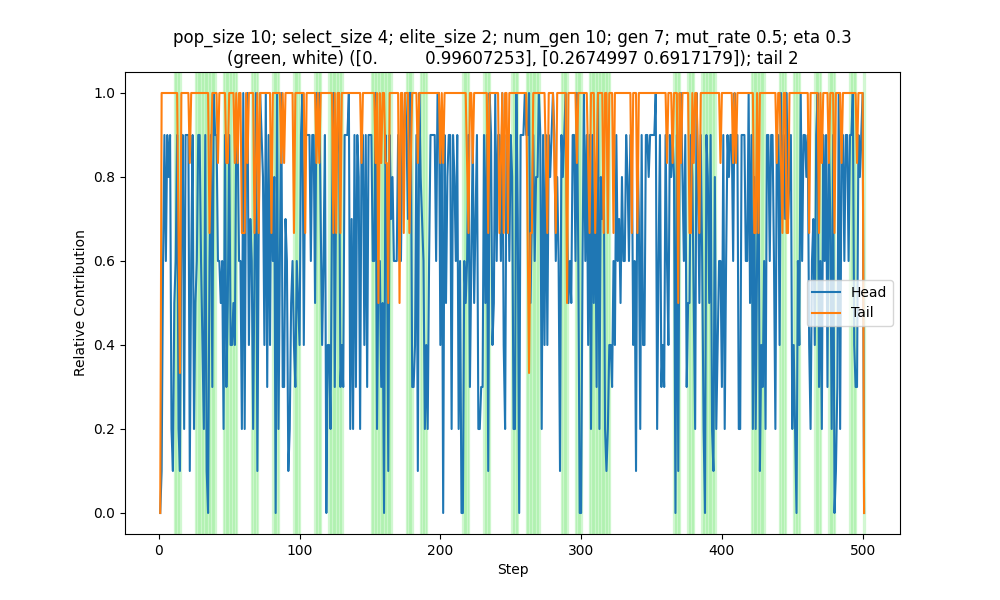 pop_size 10; select_size 4; elite_size 2; num_gen 10; gen 7; mut_rate 0.5; eta 0.3
(green, white) ([0.         0.99607253], [0.2674997 0.6917179]); tail 2
1.0
0.8
0.6
0.4
0.2
0.0
Relative Contribution
Head
Tail
0
100
200
300
400
500
Step